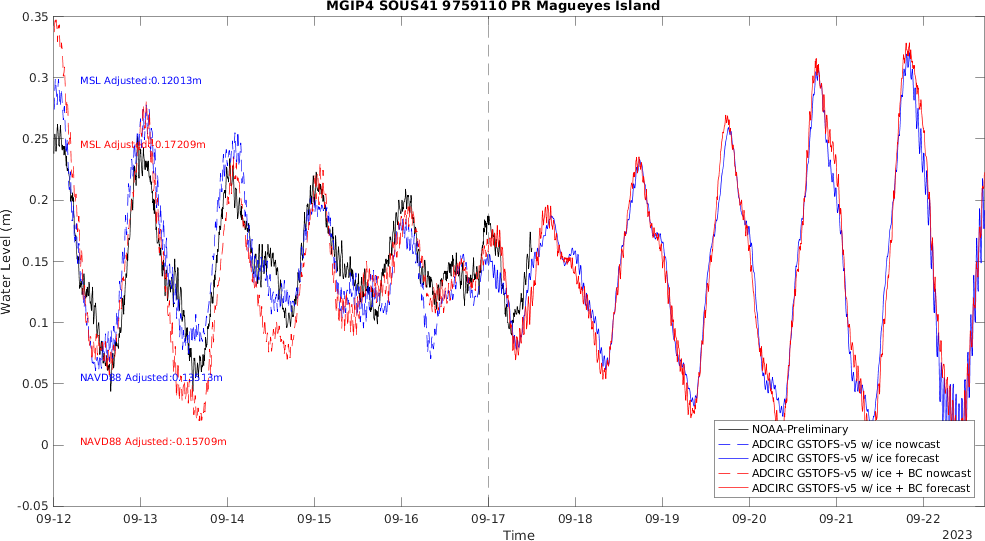 MGIP4 SOUS41 9759110 PR Magueyes Island
0.35
0.3
0.25
0.2
0.15
0.1
0.05
0
-0.05
Water Level (m)
MSL Adjusted:0.12013m
MSL Adjusted:-0.17209m
NAVD88 Adjusted:0.13513m
NAVD88 Adjusted:-0.15709m
NOAA-Preliminary
ADCIRC GSTOFS-v5 w/ ice nowcast
ADCIRC GSTOFS-v5 w/ ice forecast
ADCIRC GSTOFS-v5 w/ ice + BC nowcast
ADCIRC GSTOFS-v5 w/ ice + BC forecast
09-12 09-13 09-14 09-15 09-16 09-17 09-18 09-19 09-20 09-21 09-22
Time
2023